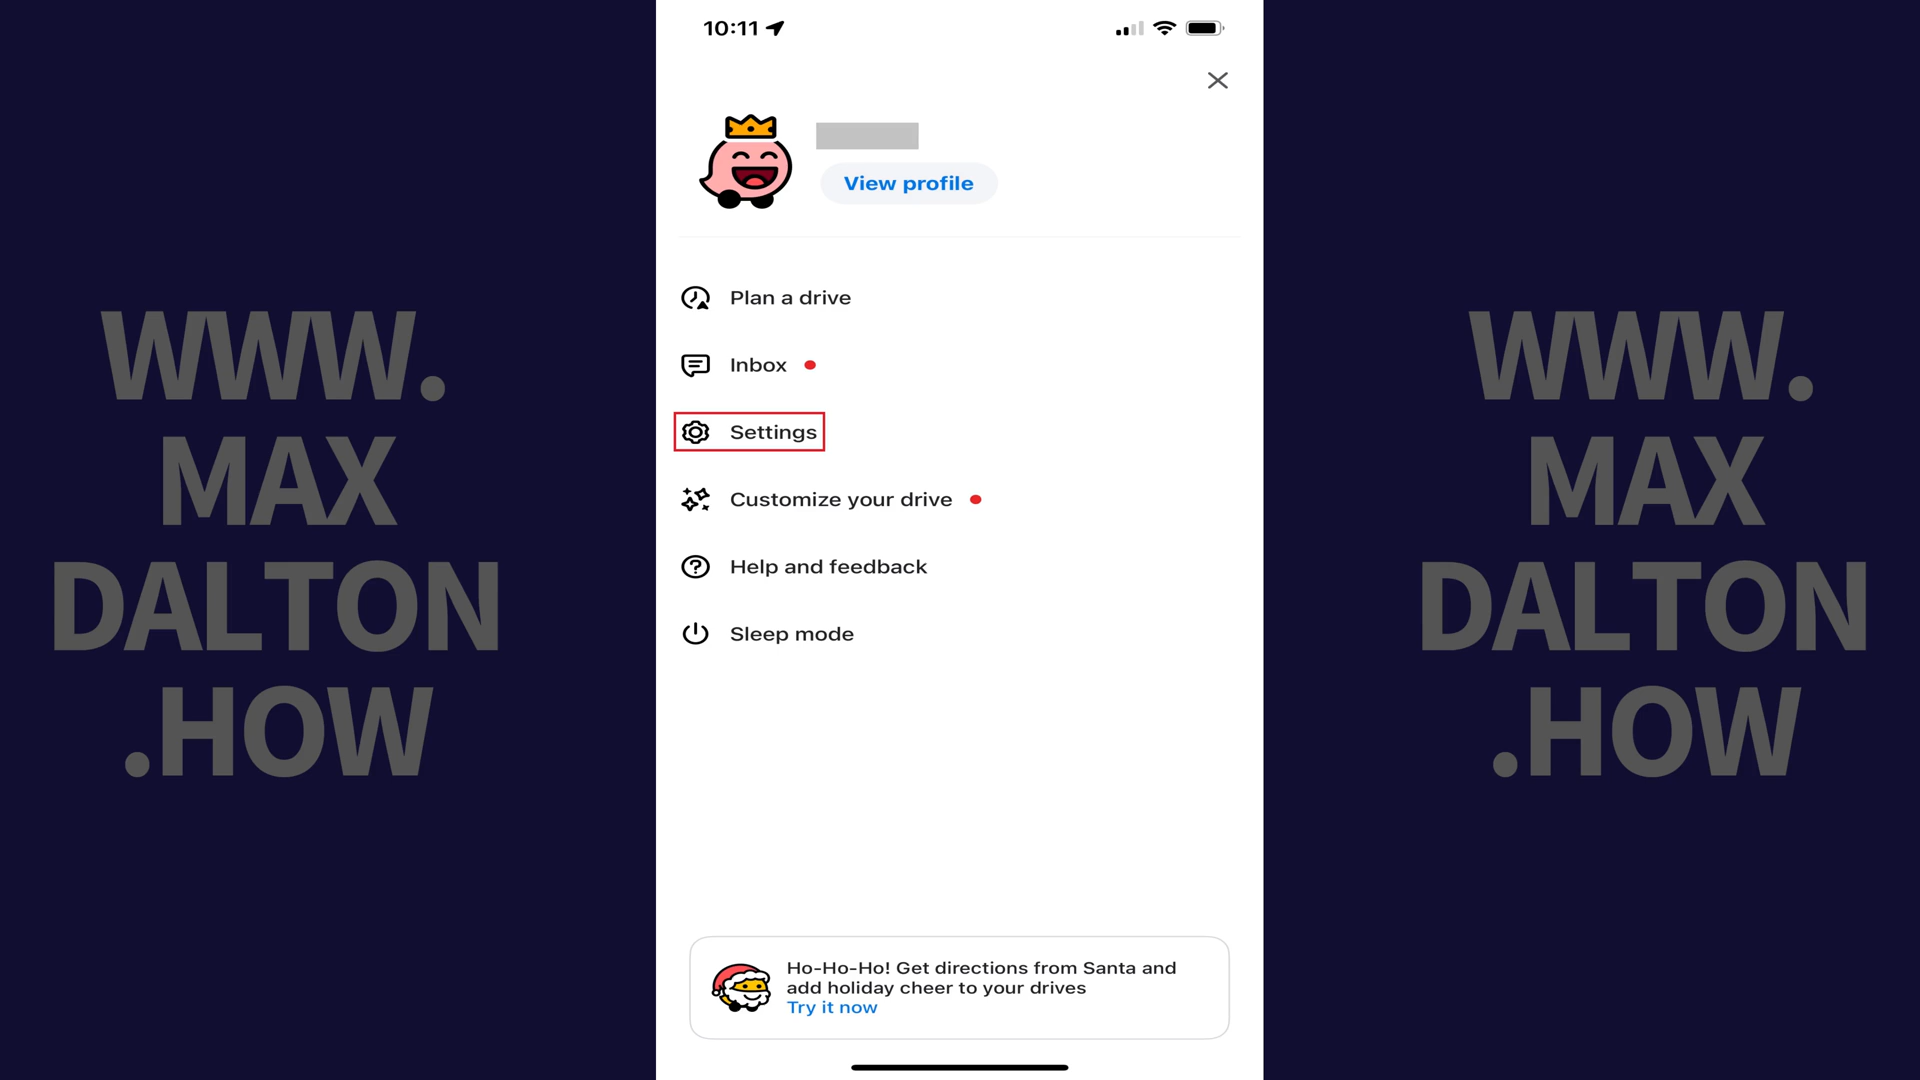 10:11
View profile
Plan a drive
Inbox
Settings
Customize your drive
Help and feedback
Sleep mode
Ho-Ho-Ho! Get directions from Santa and
add holiday cheer to your drives
Try it now
WWW.
MAX
DALTON
.HOW
WWW.
MAX
DALTON
.HOW